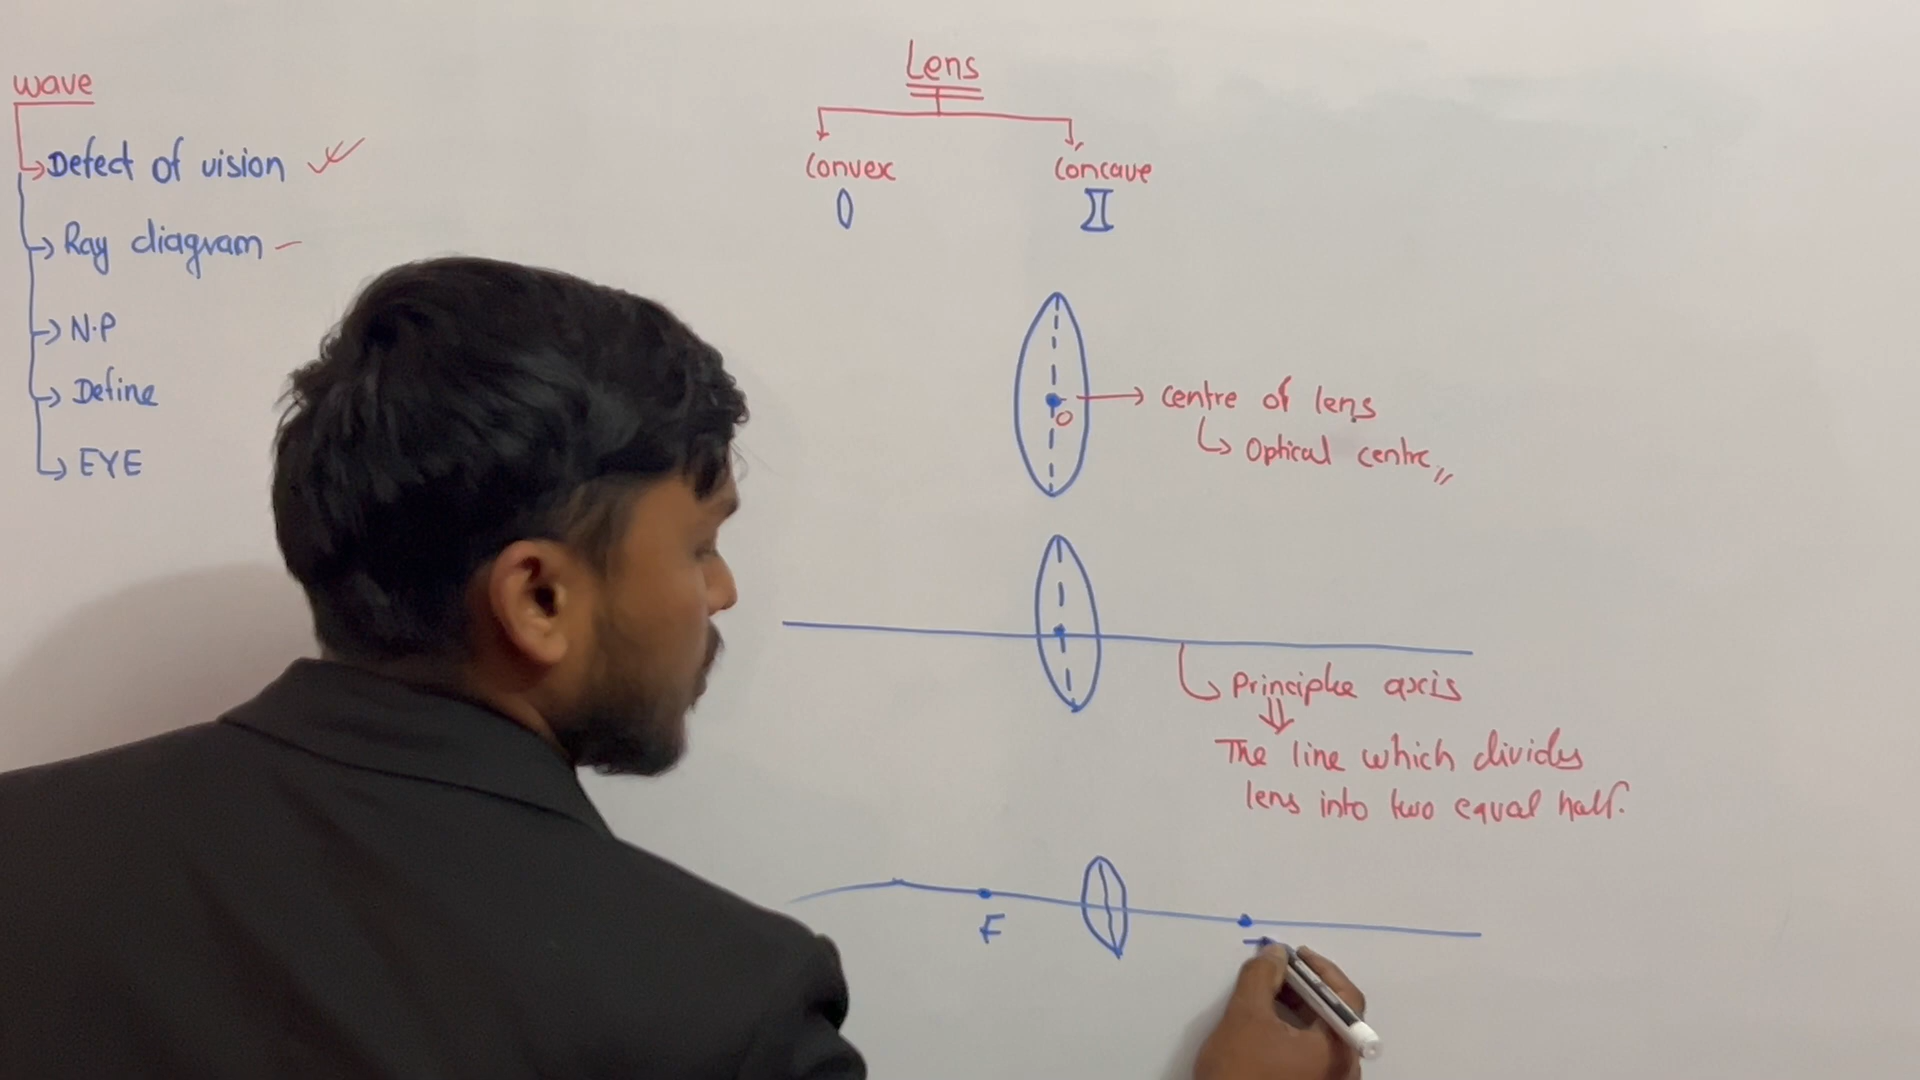 wave
Defect of vision
Ray diagram
N.P
Define
EYE
Lens
Convex
Concave
O
centre of lens
Optical centre
Principle axis
The line which divides
lens into two equal half.
F